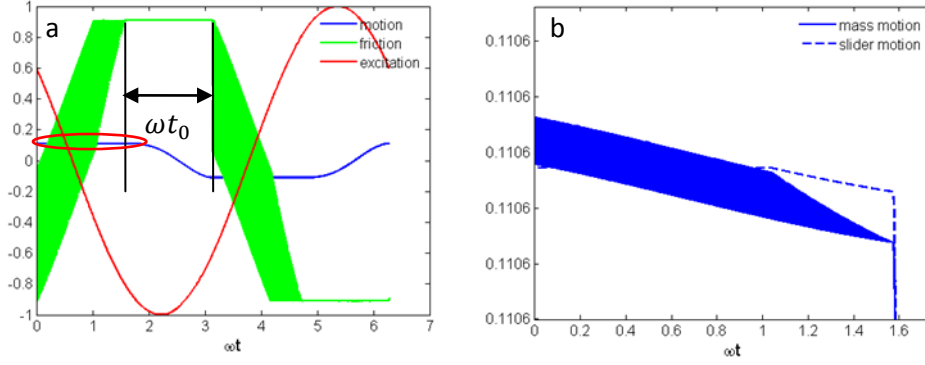 a
motion
friction
excitation
1
0.8
0.6
0.4
0.2
0
-0.2
-0.4
-0.6
-0.8
-1
ωt₀
0 1 2 3 4 5 6 7
ωt
b
mass motion
slider motion
0.1106
0.1106
0.1106
0.1106
0.1106
0.1106
0 0.2 0.4 0.6 0.8 1 1.2 1.4 1.6
ωt